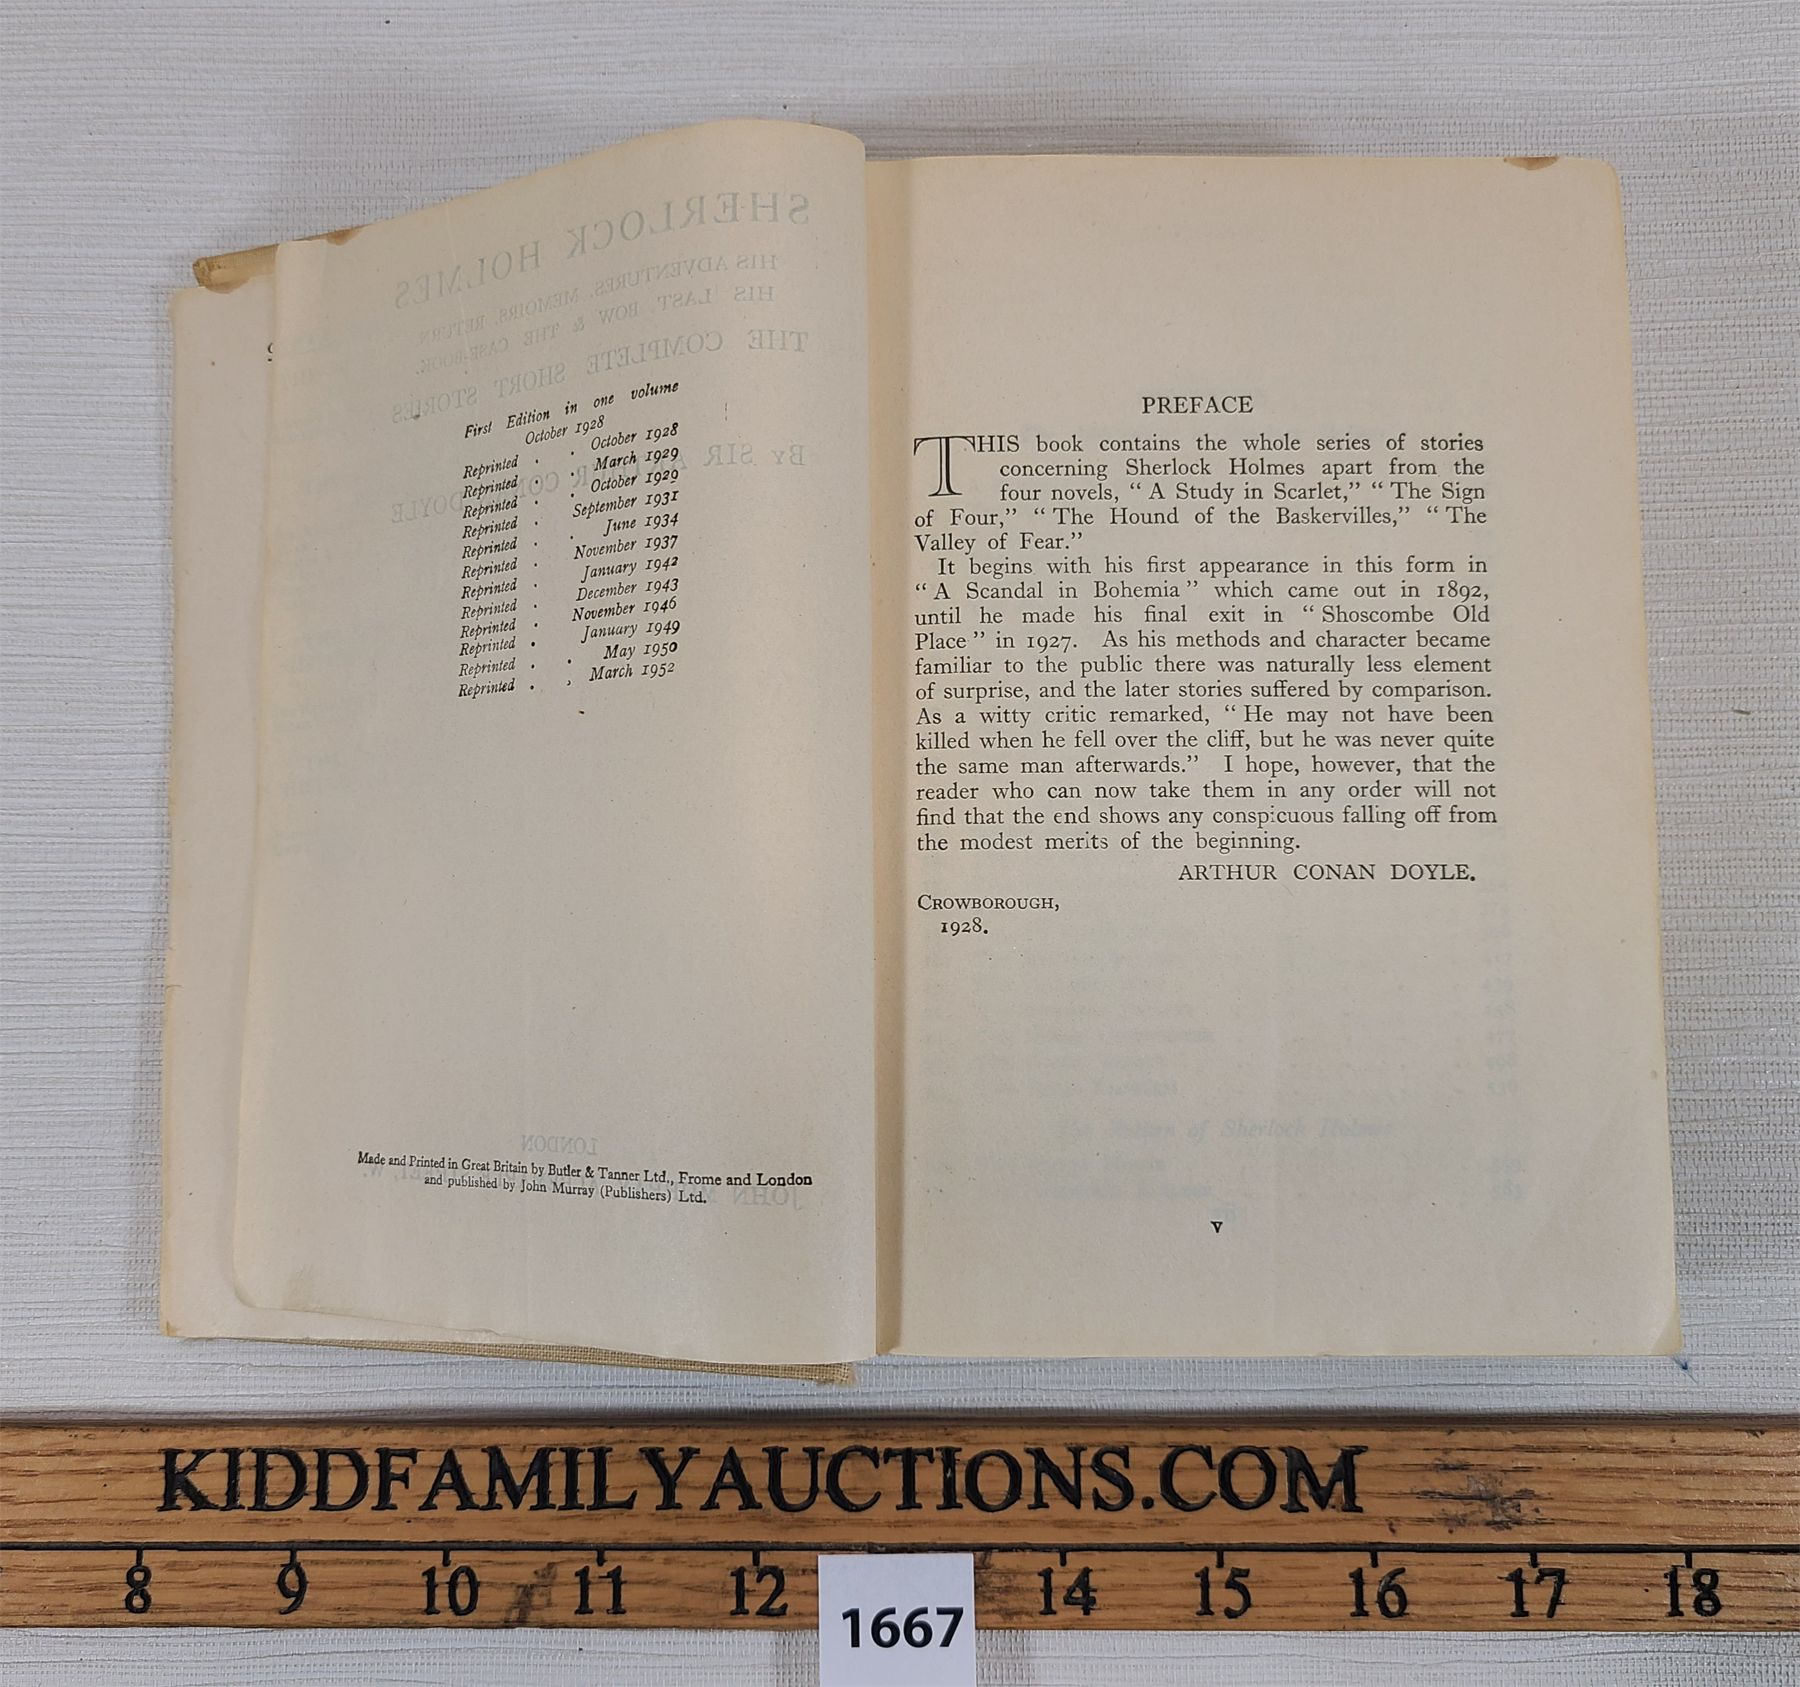 First Edition in one volume
October 1928
Reprinted . . October 1928
Reprinted . . March 1929
Reprinted . . October 1929
Reprinted . September 1931
Reprinted . . June 1934
Reprinted . November 1937
Reprinted . January 1942
Reprinted . December 1943
Reprinted . November 1946
Reprinted . January 1949
Reprinted . . May 1950
Reprinted . . March 1952
Made and Printed in Great Britain by Butler & Tanner Ltd., Frome and London
and published by John Murray (Publishers) Ltd.
PREFACE
THIS book contains the whole series of stories
concerning Sherlock Holmes apart from the
four novels, “ A Study in Scarlet,” “ The Sign
of Four,” “ The Hound of the Baskervilles,” “ The
Valley of Fear.”
It begins with his first appearance in this form in
“ A Scandal in Bohemia ” which came out in 1892,
until he made his final exit in “ Shoscombe Old
Place ” in 1927. As his methods and character became
familiar to the public there was naturally less element
of surprise, and the later stories suffered by comparison.
As a witty critic remarked, “ He may not have been
killed when he fell over the cliff, but he was never quite
the same man afterwards.” I hope, however, that the
reader who can now take them in any order will not
find that the end shows any conspicuous falling off from
the modest merits of the beginning.
ARTHUR CONAN DOYLE.
CROWBOROUGH,
1928.
v
KIDDFAMILYAUCTIONS.COM
8 9 10 11 12 14 15 16 17 18
1667